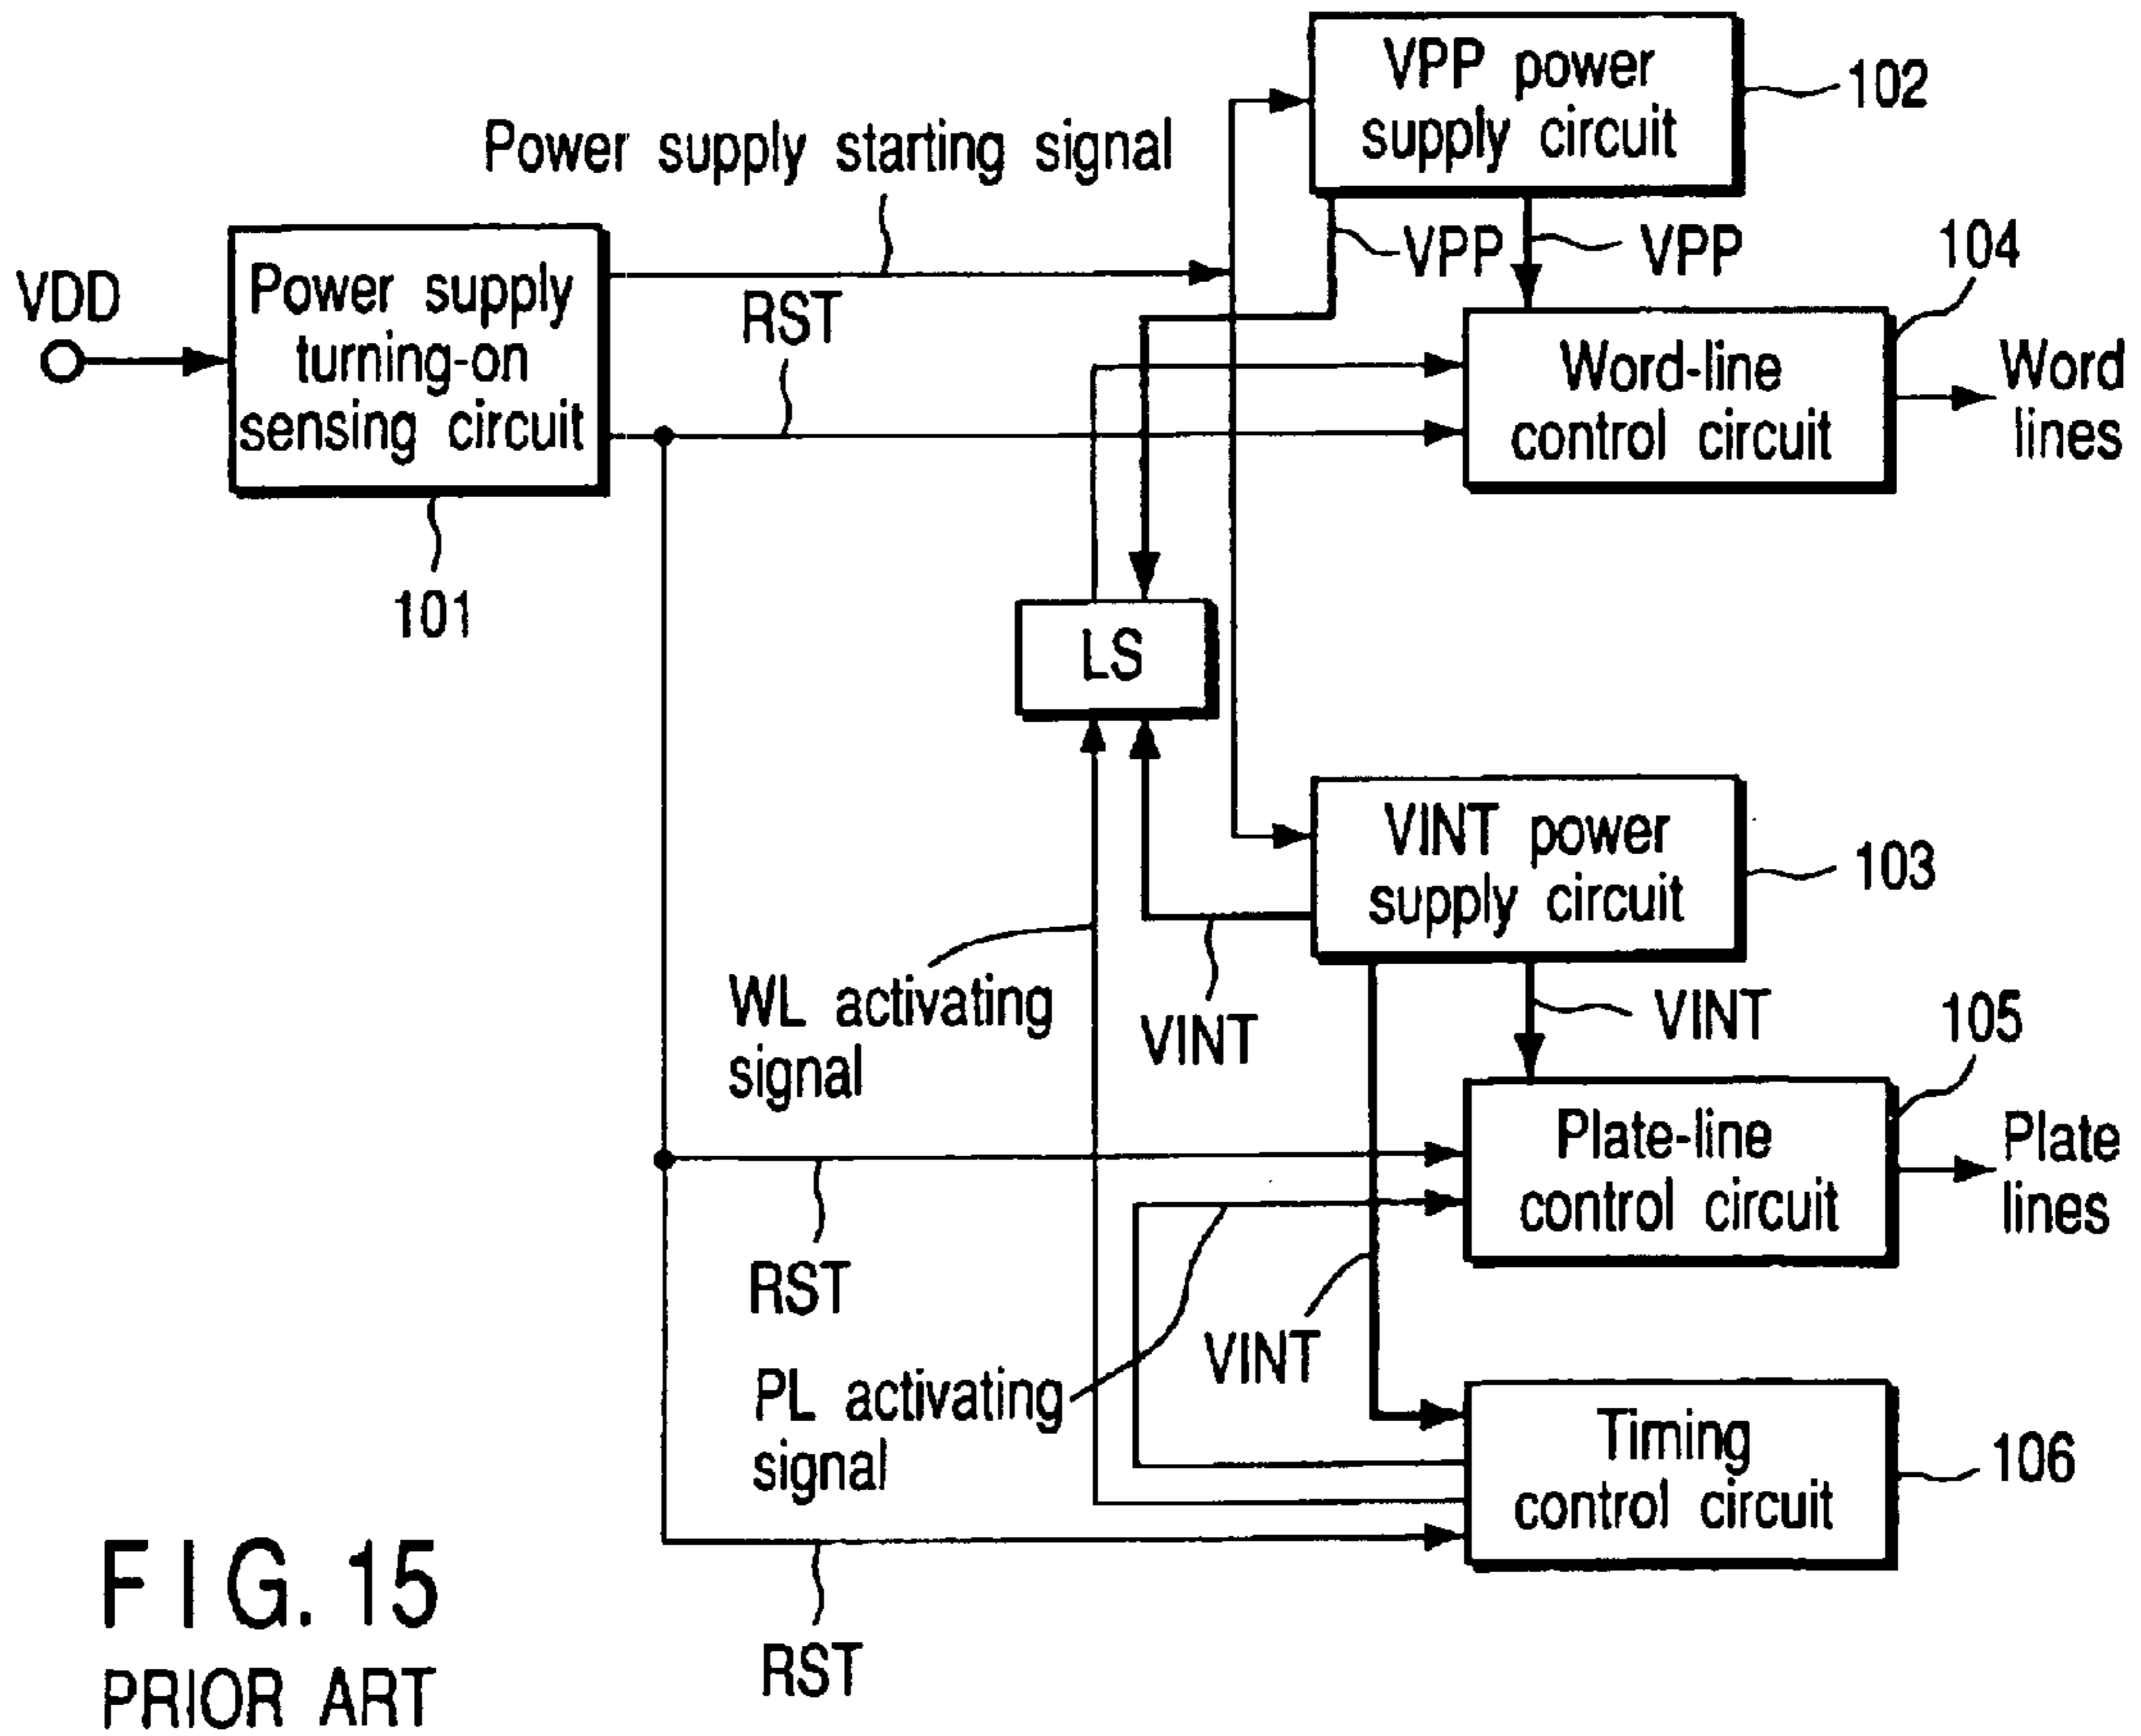 VPP power
supply circuit
102
Power supply starting signal
VPP
VPP
104
VDD
Power supply
turning-on
sensing circuit
RST
Word-line
control circuit
Word
lines
101
LS
VINT power
supply circuit
103
WL activating
signal
VINT
VINT
105
Plate-line
control circuit
Plate
lines
RST
VINT
PL activating
signal
Timing
control circuit
106
RST
FIG. 15
PRIOR ART